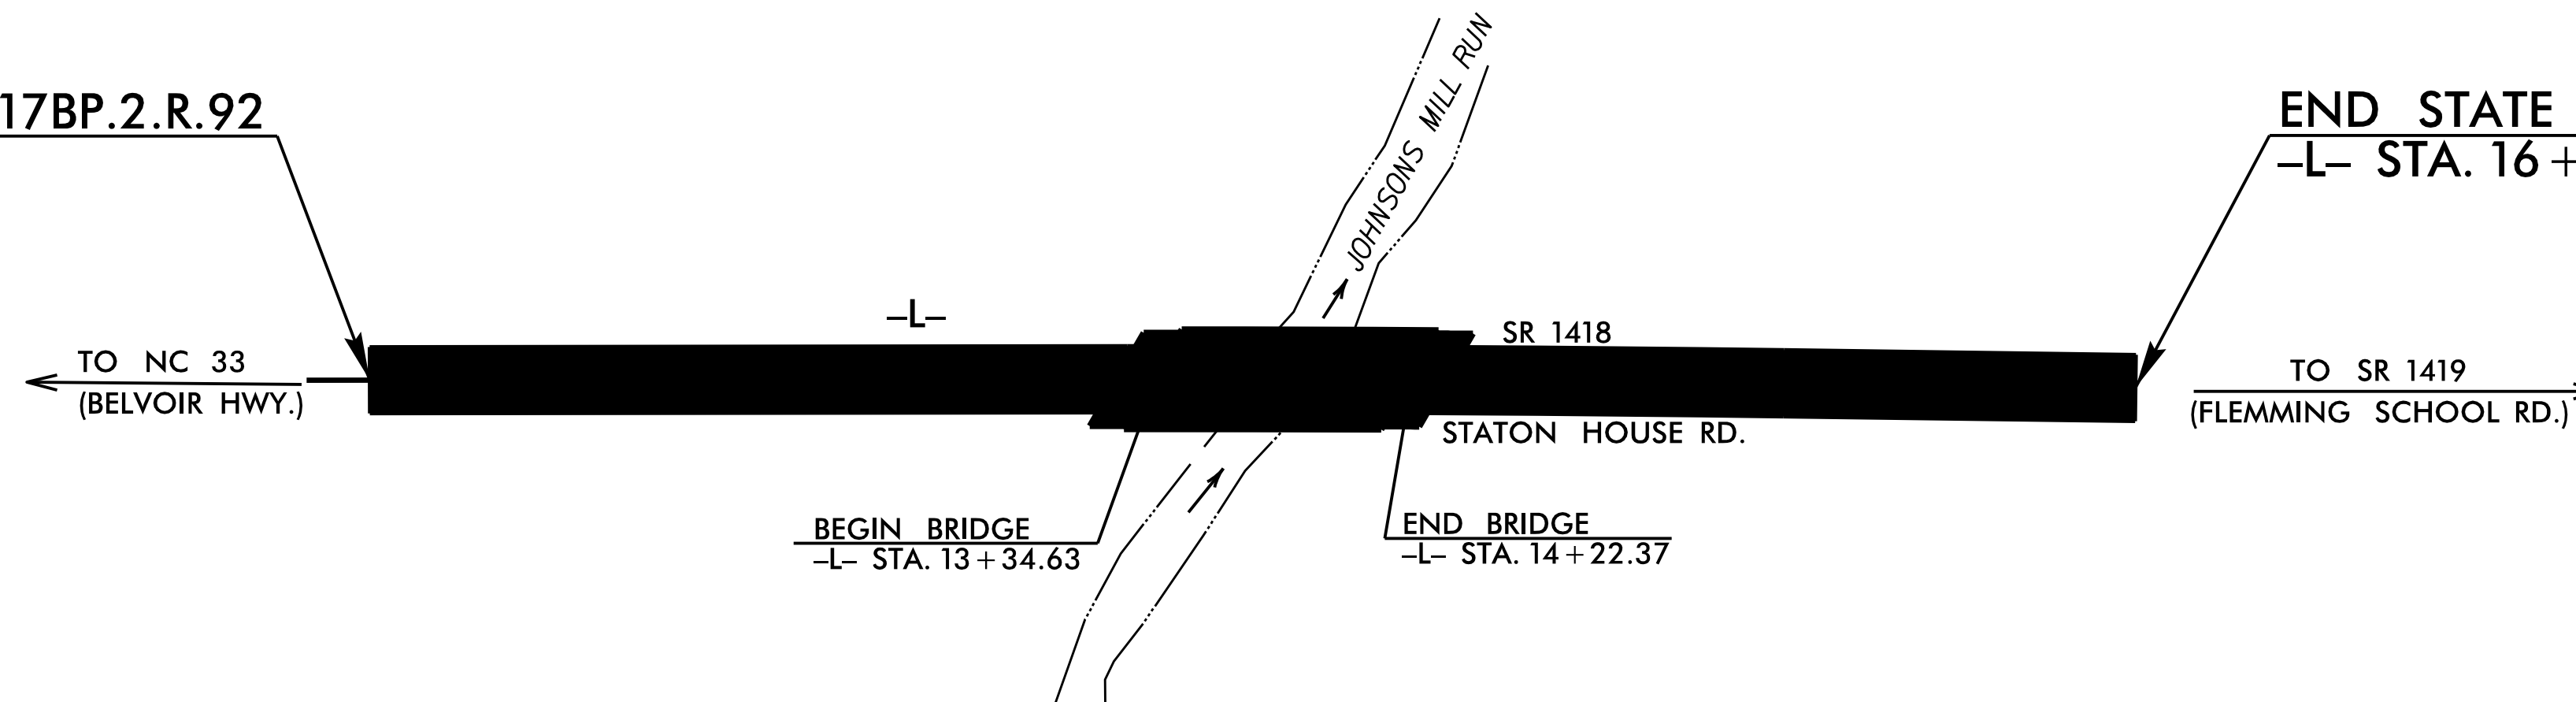 17BP.2.R.92
END STATE
–L– STA. 16+
JOHNSONS MILL RUN
–L–
SR 1418
TO NC 33
(BELVOIR HWY.)
TO SR 1419
(FLEMMING SCHOOL RD.)
STATON HOUSE RD.
BEGIN BRIDGE
–L– STA. 13+34.63
END BRIDGE
–L– STA. 14+22.37